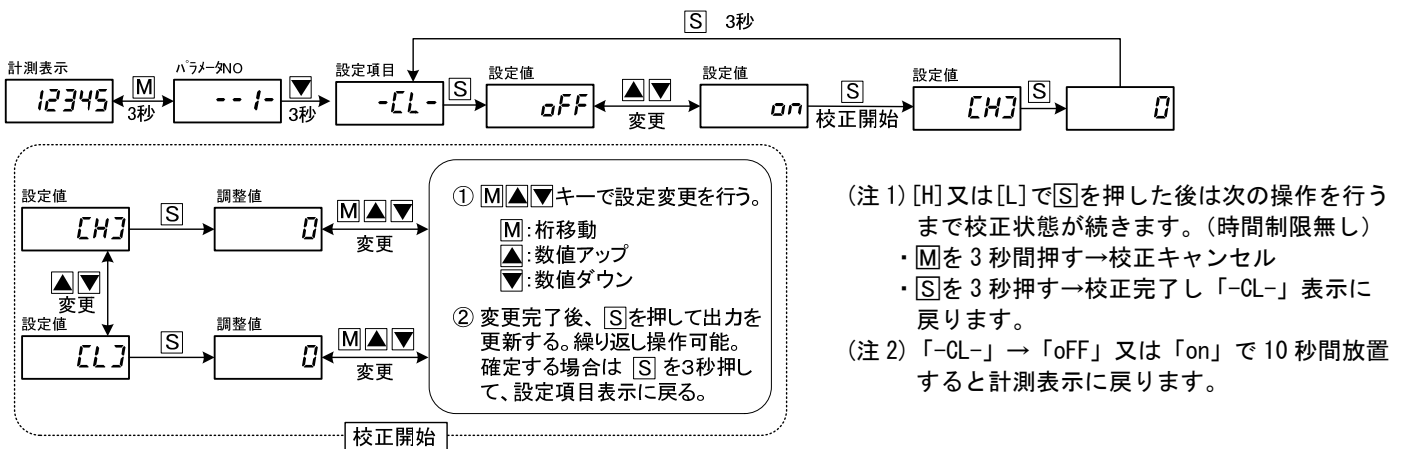 S 3秒
計測表示
12345
M
3秒
パラメータNO
--1-
▼
3秒
設定項目
-CL-
S
設定値
oFF
▲▼
変更
設定値
on
S
校正開始
設定値
[H]
S
0
設定値
[H]
S
調整値
0
M▲▼
変更
▲▼
変更
設定値
[L]
S
調整値
0
M▲▼
変更
① M▲▼キーで設定変更を行う。
M:桁移動
▲:数値アップ
▼:数値ダウン
② 変更完了後、Sを押して出力を
更新する。繰り返し操作可能。
確定する場合は S を3秒押し
て、設定項目表示に戻る。
校正開始
(注1) [H]又は[L]でSを押した後は次の操作を行う
まで校正状態が続きます。(時間制限無し)
・Mを3秒間押す→校正キャンセル
・Sを3秒押す→校正完了し「-CL-」表示に
戻ります。
(注2) 「-CL-」→「oFF」又は「on」で10秒間放置
すると計測表示に戻ります。